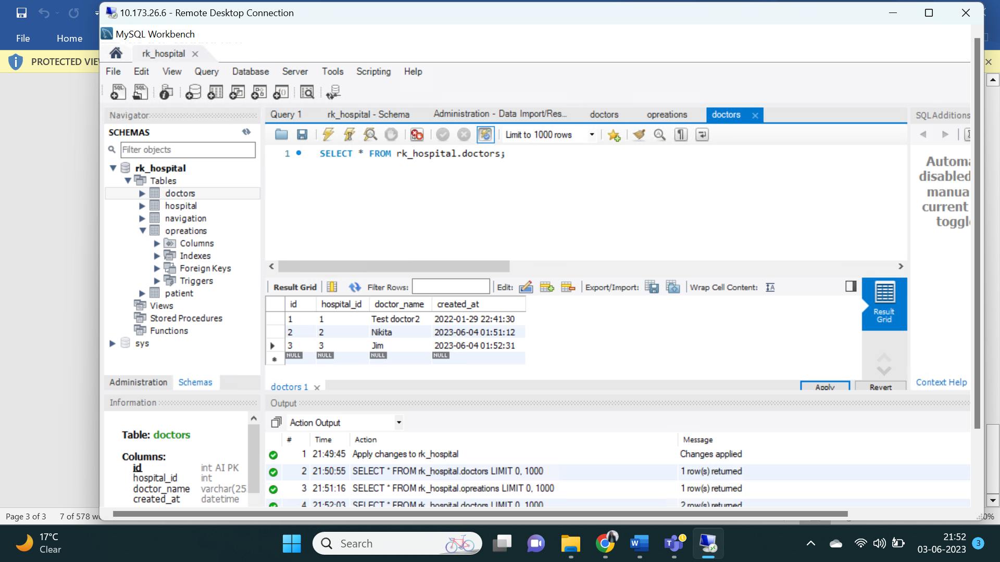 10.173.26.6 - Remote Desktop Connection
File Home
PROTECTED VIE
MySQL Workbench
rk_hospital
File Edit View Query Database Server Tools Scripting Help
Navigator
SCHEMAS
Filter objects
rk_hospital
Tables
doctors
hospital
navigation
opreations
Columns
Indexes
Foreign Keys
Triggers
patient
Views
Stored Procedures
Functions
sys
Administration Schemas
Information
Table: doctors
Columns:
id int AI PK
hospital_id int
doctor_name varchar(25
created_at datetime
Query 1 rk_hospital - Schema Administration - Data Import/Res... doctors opreations doctors
Limit to 1000 rows
1 SELECT * FROM rk_hospital.doctors;
Result Grid Filter Rows: Edit: Export/Import: Wrap Cell Content:
id hospital_id doctor_name created_at
1 1 Test doctor2 2022-01-29 22:41:30
2 2 Nikita 2023-06-04 01:51:12
3 3 Jim 2023-06-04 01:52:31
NULL NULL NULL NULL
Result
Grid
doctors 1 Apply Revert
SQLAdditions
Automa
disabled
manua
current
toggle
Context Help
Output
Action Output
# Time Action Message
1 21:49:45 Apply changes to rk_hospital Changes applied
2 21:50:55 SELECT * FROM rk_hospital.doctors LIMIT 0, 1000 1 row(s) returned
3 21:51:16 SELECT * FROM rk_hospital.opreations LIMIT 0, 1000 1 row(s) returned
4 21:52:03 SELECT * FROM rk_hospital.doctors LIMIT 0, 1000 2 row(s) returned
Page 3 of 3 7 of 578 wo 0%
17°C
Clear
Search
21:52
03-06-2023
3